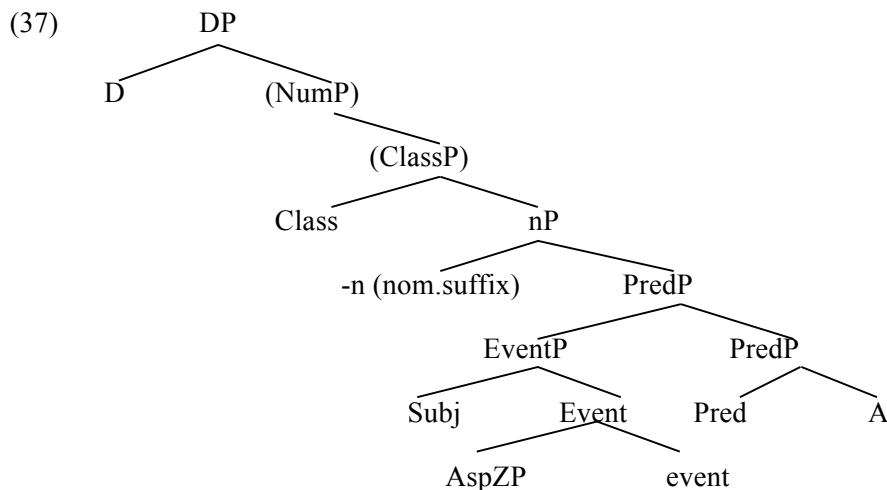 (37) DP
D (NumP)
(ClassP)
Class nP
-n (nom.suffix) PredP
EventP PredP
Subj Event Pred A
AspZP event